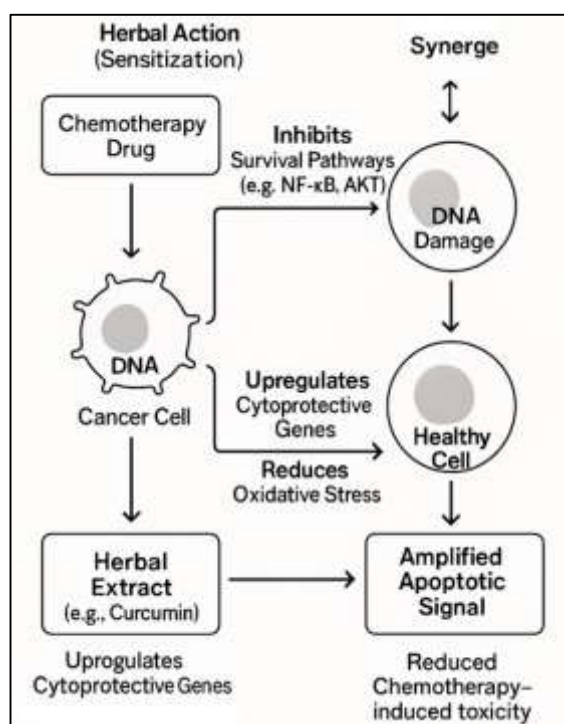 Herbal Action
(Sensitization)
Synerge
Chemotherapy
Drug
Inhibits
Survival Pathways
(e.g. NF-κB, AKT)
DNA
Damage
DNA
Cancer Cell
Upregulates
Cytoprotective
Genes
Reduces
Oxidative Stress
Healthy
Cell
Herbal
Extract
(e.g., Curcumin)
Amplified
Apoptotic
Signal
Uprogulates
Cytoprotective Genes
Reduced
Chemotherapy–
induced toxicity